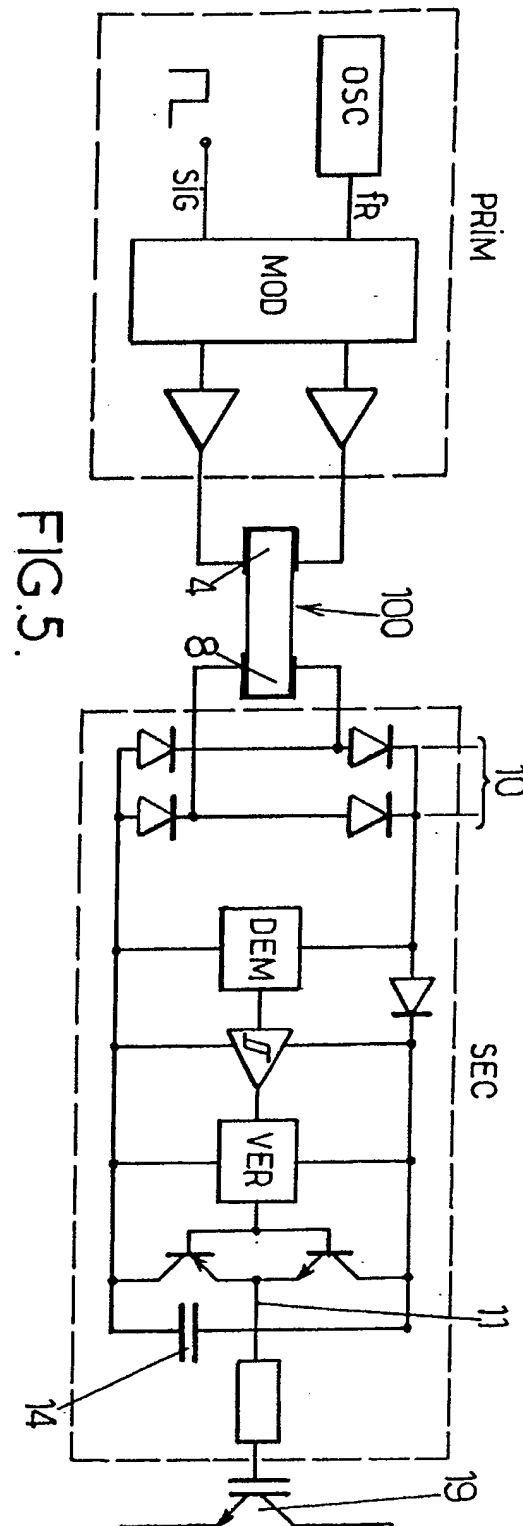 PRIM
OSC
fR
SIG
MOD
100
4
8
10
SEC
DEM
VER
11
14
19
FIG.5.